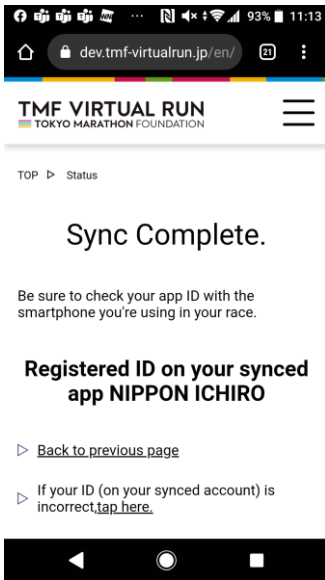 93% 11:13
dev.tmf-virtualrun.jp/en/ 21
TMF VIRTUAL RUN
TOKYO MARATHON FOUNDATION
TOP ▷ Status
Sync Complete.
Be sure to check your app ID with the
smartphone you're using in your race.
Registered ID on your synced
app NIPPON ICHIRO
Back to previous page
If your ID (on your synced account) is
incorrect,tap here.